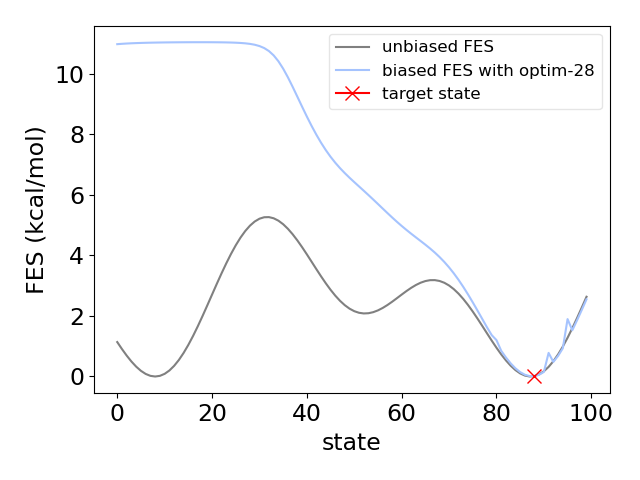 FES (kcal/mol)
10
8
6
4
2
0
0
20
40
60
80
100
state
unbiased FES
biased FES with optim-28
target state